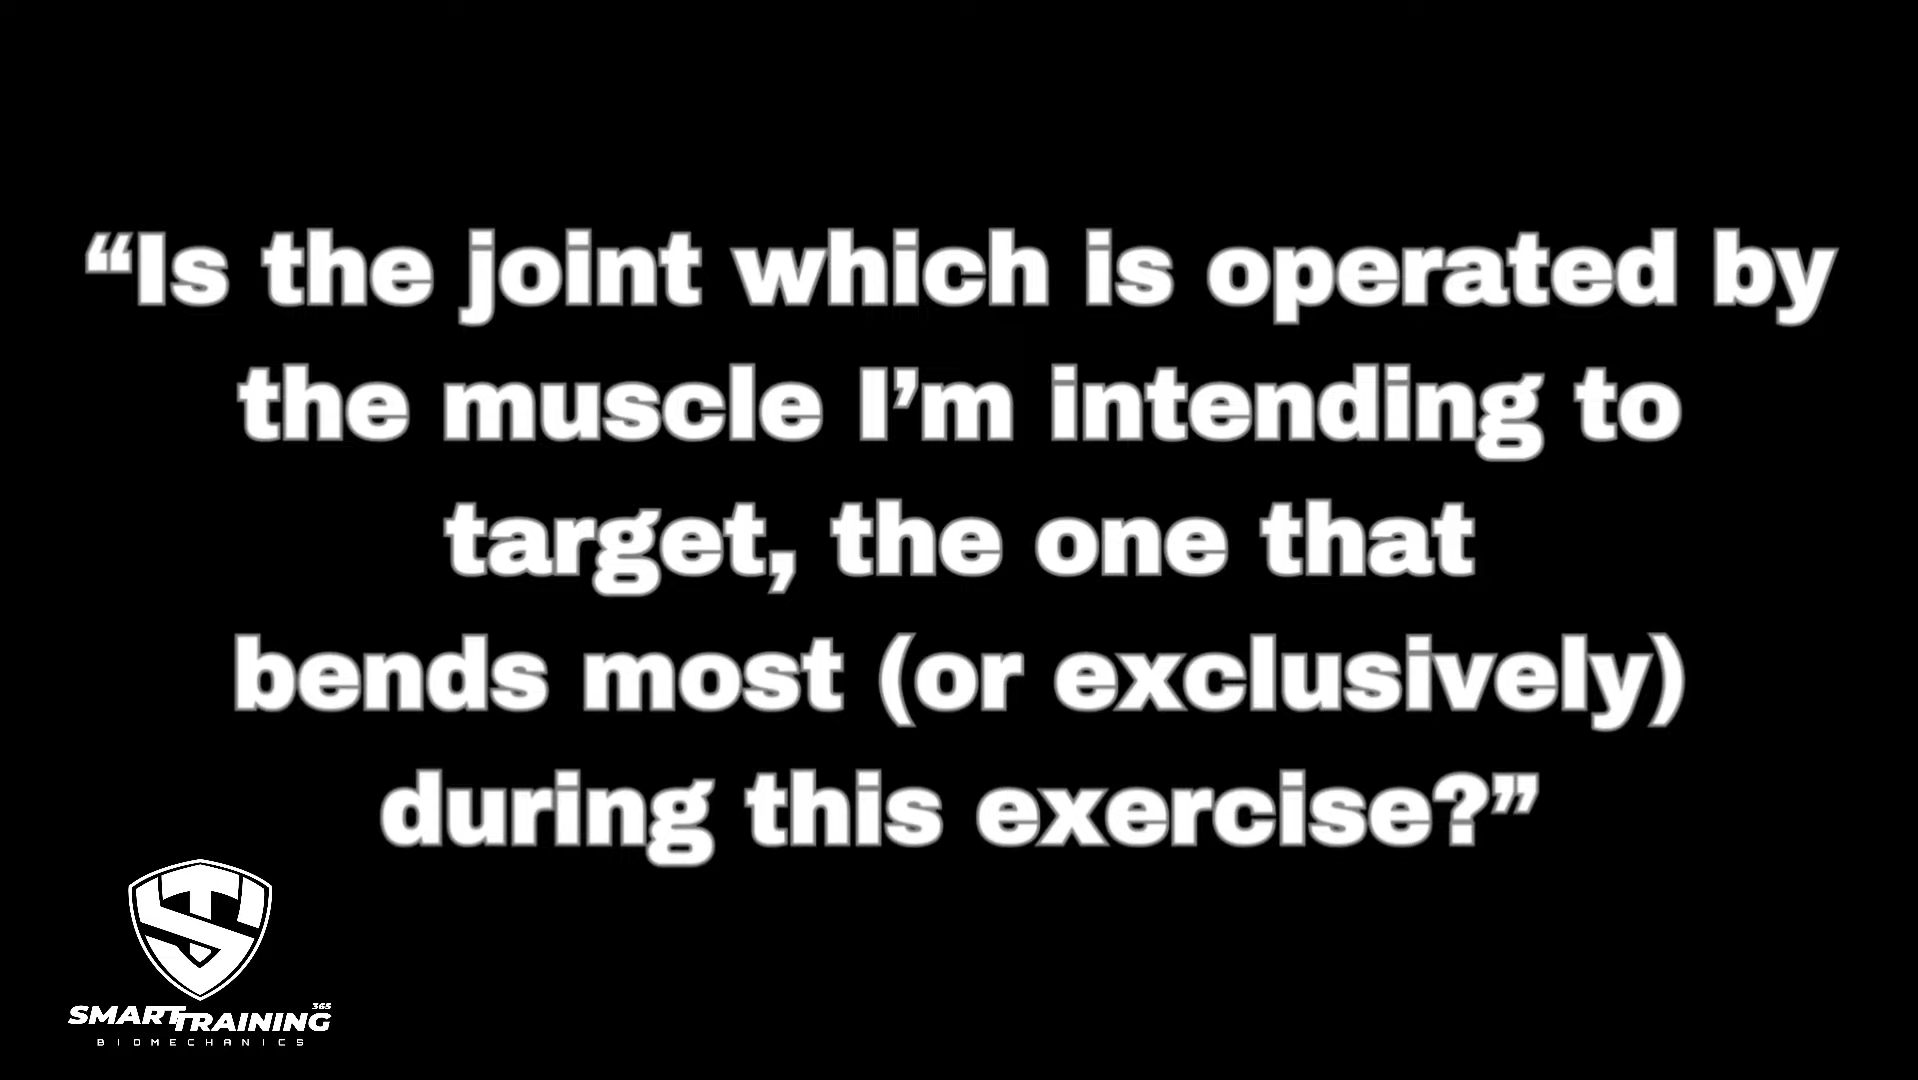 “Is the joint which is operated by
the muscle I’m intending to
target, the one that
bends most (or exclusively)
during this exercise?”
ST
SMART TRAINING 365
BIOMECHANICS